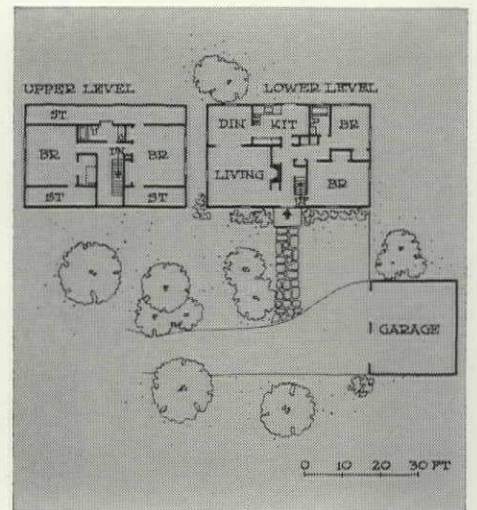 UPPER LEVEL
ST
BR
DN
BR
ST
ST
LOWER LEVEL
DIN
KIT
BR
LIVING
BR
GARAGE
0 10 20 30 FT